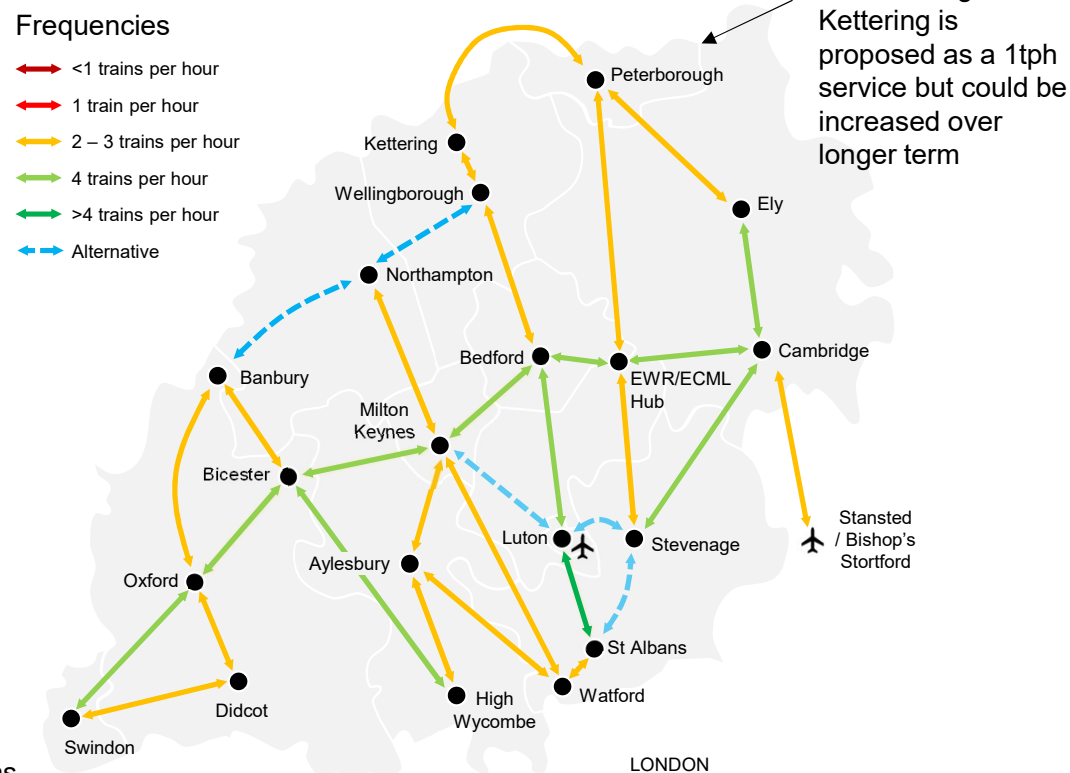 Frequencies
<1 trains per hour
1 train per hour
2 – 3 trains per hour
4 trains per hour
>4 trains per hour
Alternative
Kettering is
proposed as a 1tph
service but could be
increased over
longer term
Peterborough
Kettering
Wellingborough
Ely
Northampton
Bedford
EWR/ECML
Hub
Cambridge
Banbury
Milton
Keynes
Bicester
Luton
Stevenage
Stansted
/ Bishop's
Stortford
Aylesbury
Oxford
St Albans
Didcot
High
Wycombe
Watford
Swindon
LONDON